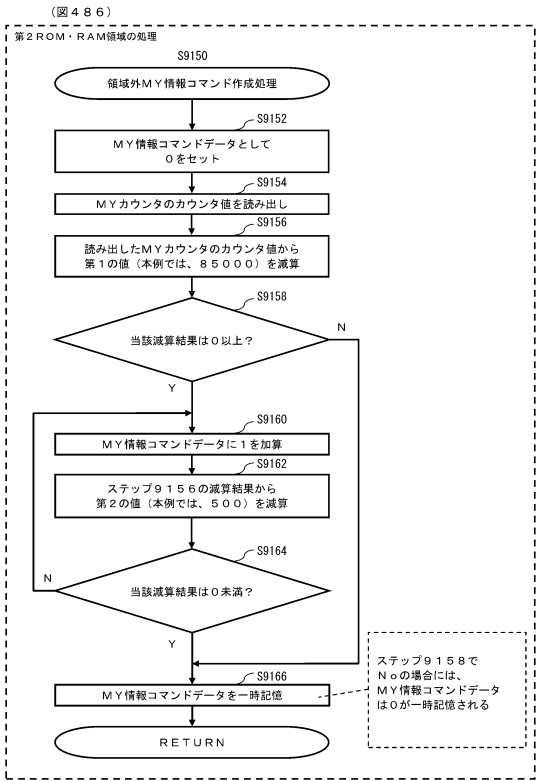 （図４８６）
第２ＲＯＭ・ＲＡＭ領域の処理
S9150
領域外ＭＹ情報コマンド作成処理
S9152
ＭＹ情報コマンドデータとして
０をセット
S9154
ＭＹカウンタのカウンタ値を読み出し
S9156
読み出したＭＹカウンタのカウンタ値から
第１の値（本例では、８５０００）を減算
S9158
当該減算結果は０以上？
Ｎ
Ｙ
S9160
ＭＹ情報コマンドデータに１を加算
S9162
ステップ９１５６の減算結果から
第２の値（本例では、５００）を減算
S9164
当該減算結果は０未満？
Ｎ
Ｙ
S9166
ＭＹ情報コマンドデータを一時記憶
ステップ９１５８で
Ｎｏの場合には、
ＭＹ情報コマンドデータ
は０が一時記憶される
ＲＥＴＵＲＮ